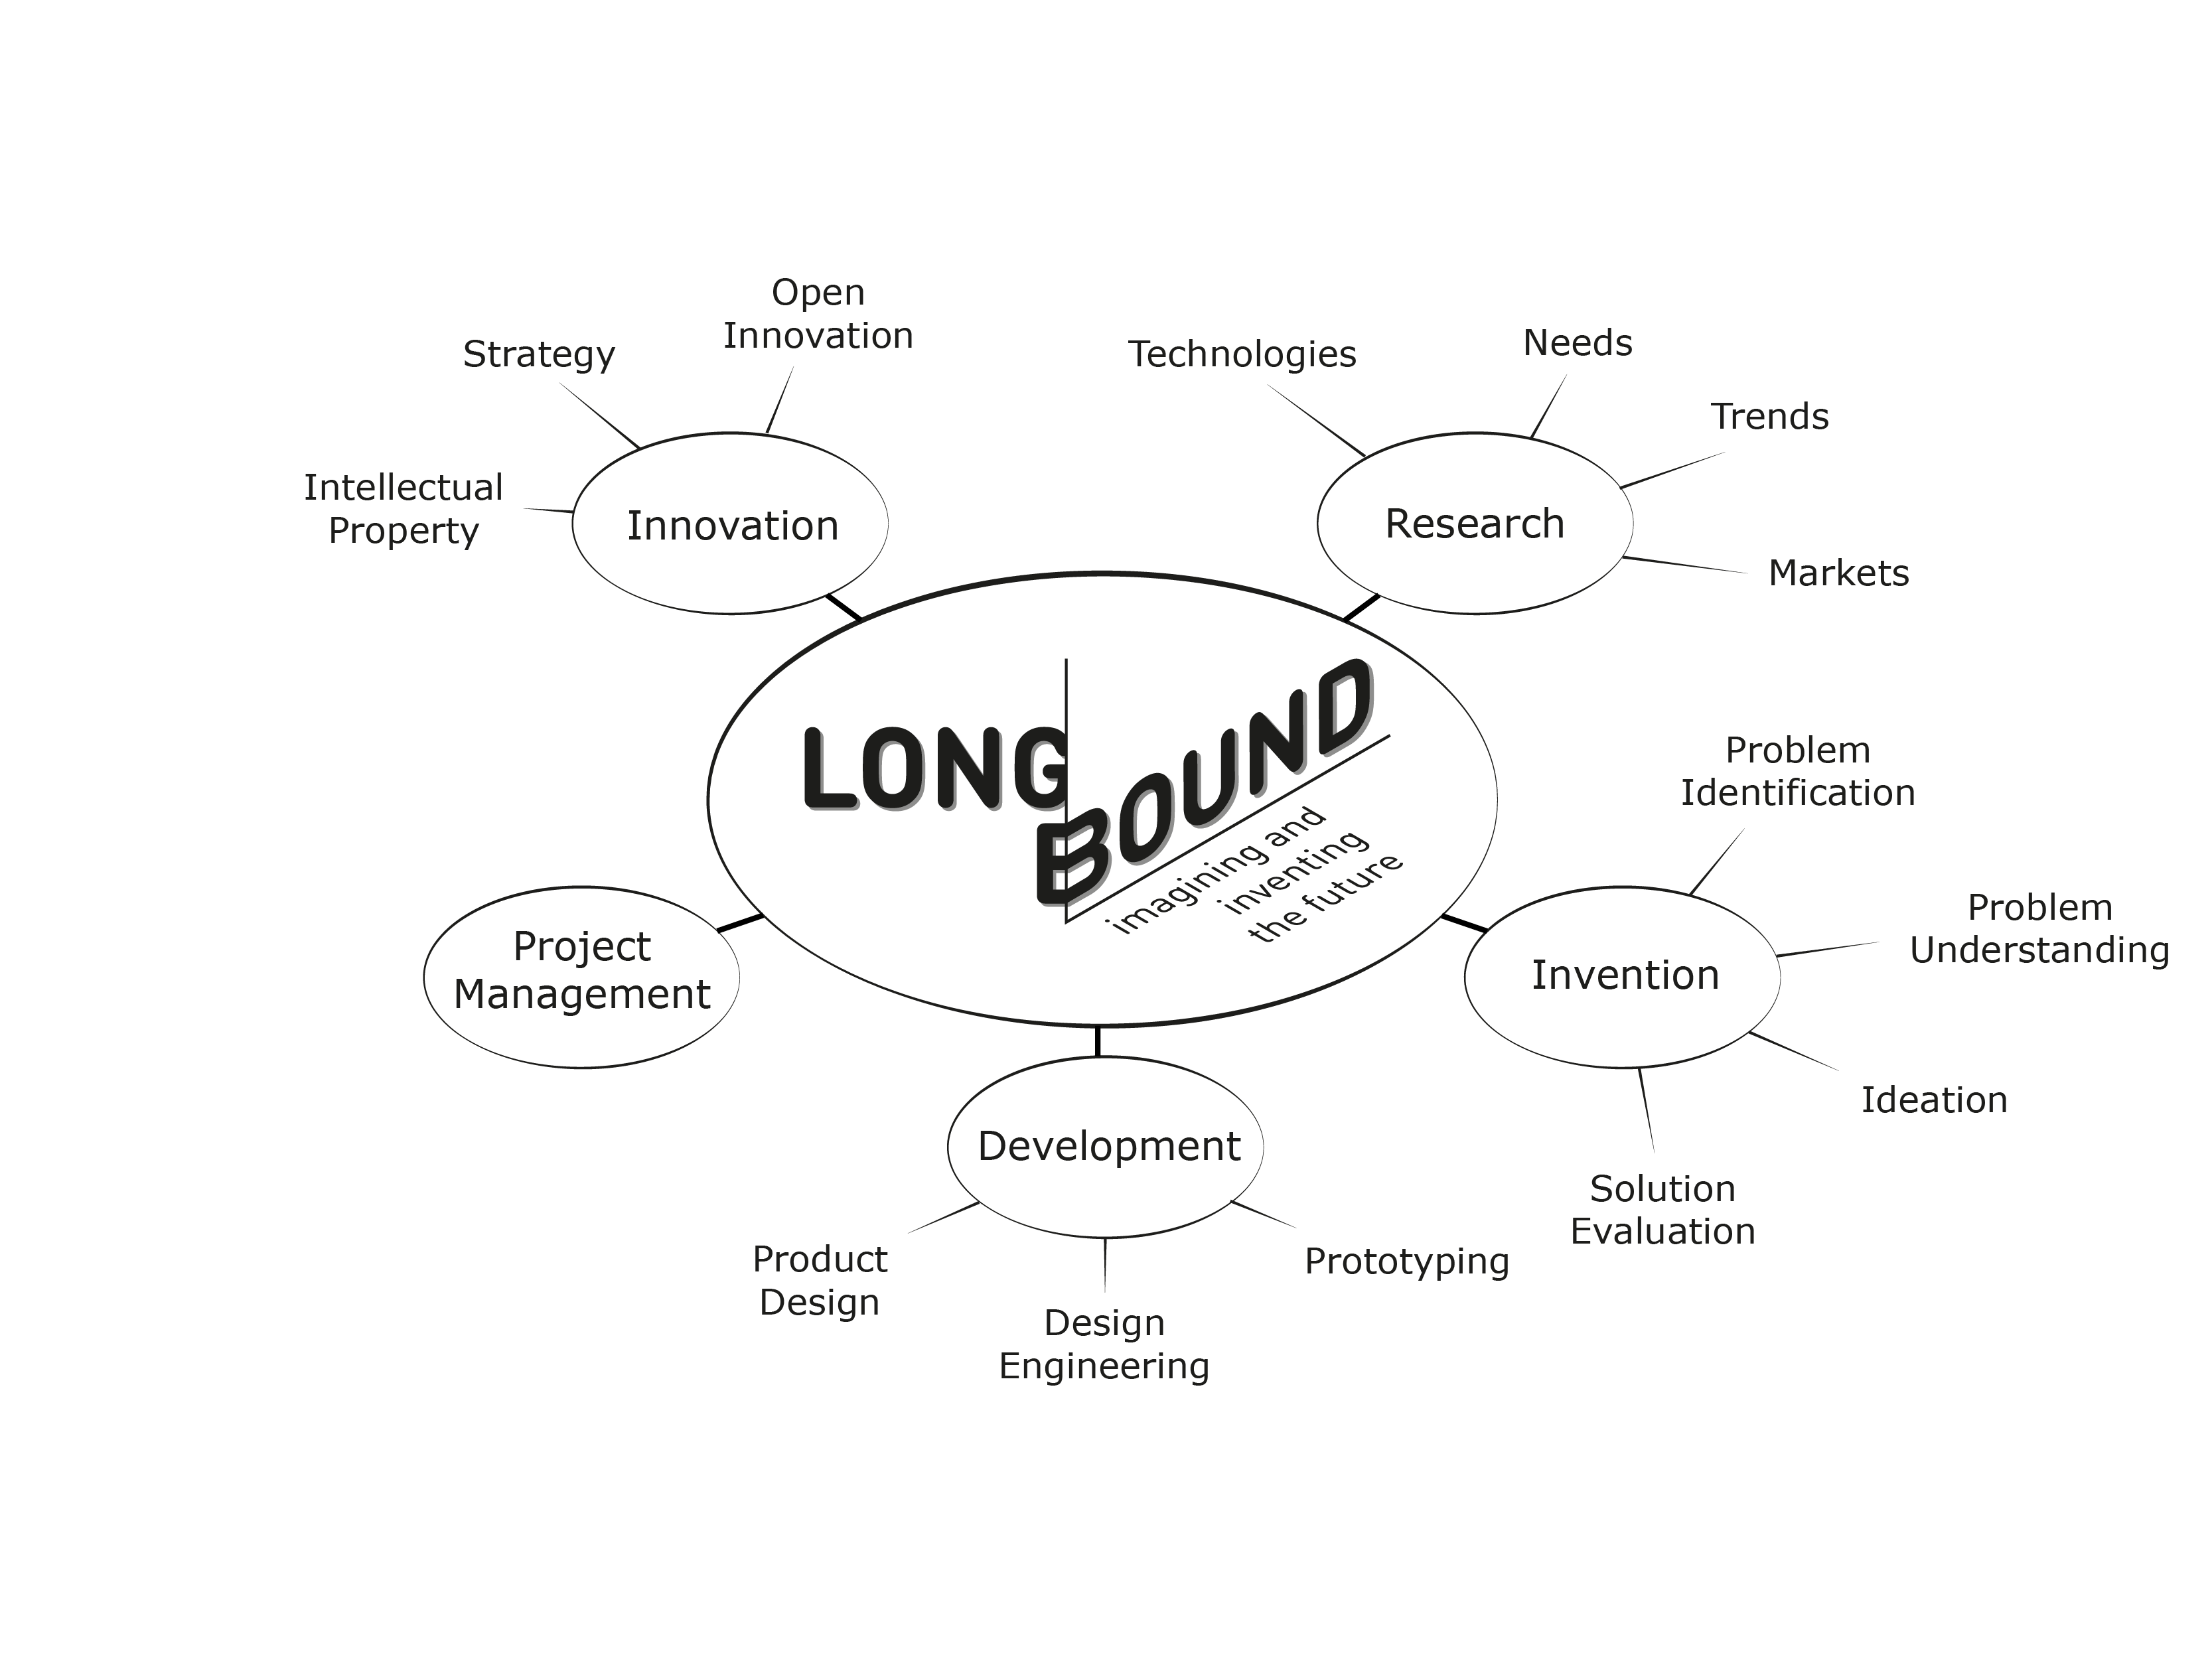 Open
Innovation
Strategy
Intellectual
Property
Innovation
Technologies
Needs
Trends
Markets
Research
LONG
BOUND
imagining and
inventing
the future
Problem
Identification
Problem
Understanding
Ideation
Solution
Evaluation
Invention
Project
Management
Development
Product
Design
Design
Engineering
Prototyping